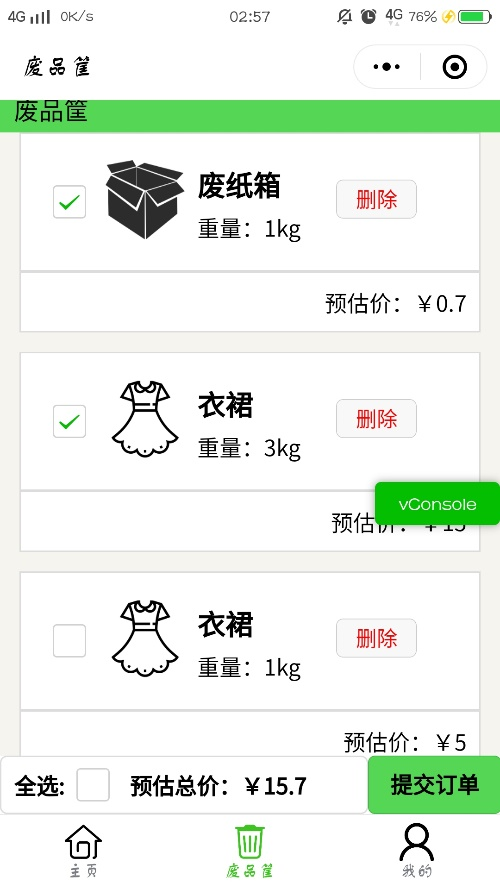 4G 0K/s 02:57 4G 76%
废品筐
废品筐
废纸箱
删除
重量：1kg
预估价：￥0.7
衣裙
删除
重量：3kg
vConsole
预估价：￥15
衣裙
删除
重量：1kg
预估价：￥5
全选: 预估总价：￥15.7 提交订单
主页 废品筐 我的